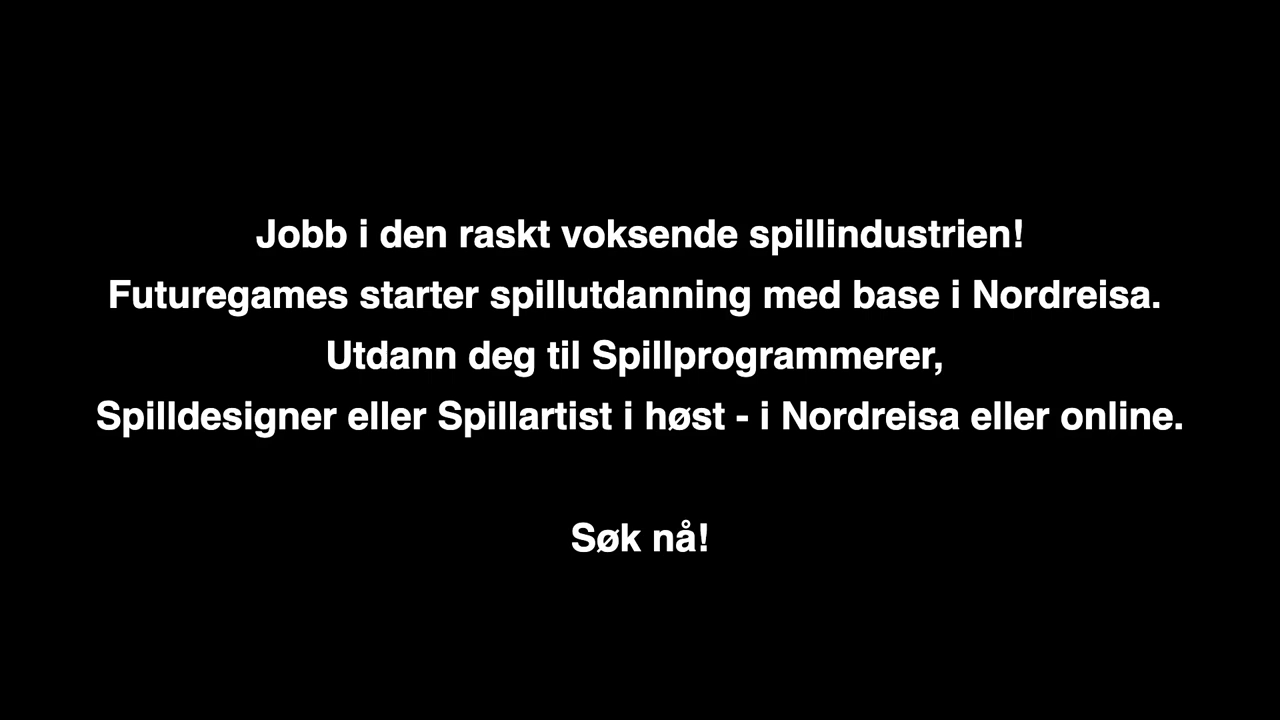 Jobb i den raskt voksende spillindustrien!
Futuregames starter spillutdanning med base i Nordreisa.
Utdann deg til Spillprogrammerer,
Spilldesigner eller Spillartist i høst - i Nordreisa eller online.
Søk nå!